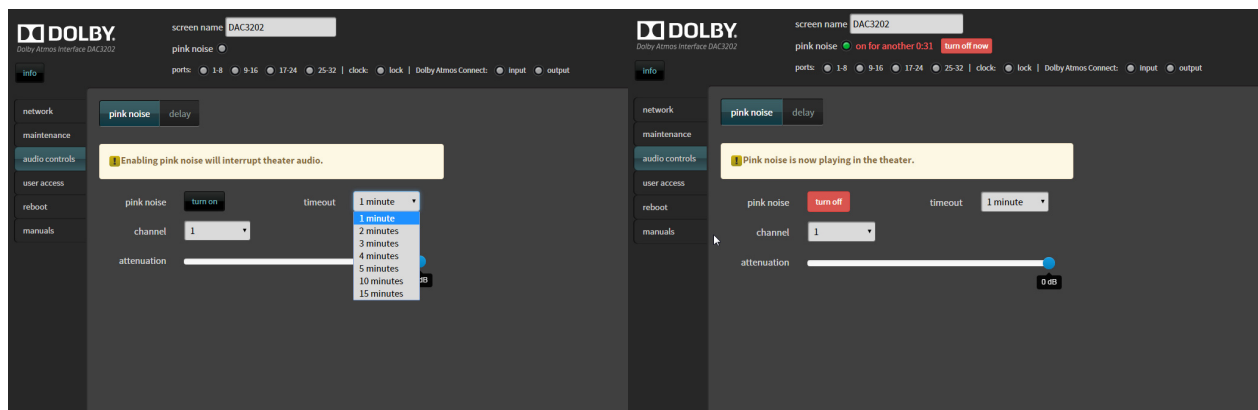 DOLBY.
Dolby Atmos Interface DAC3202
screen name DAC3202
pink noise
info
ports: 1-8 9-16 17-24 25-32 | clock: lock | Dolby Atmos Connect: input output
network
maintenance
audio controls
user access
reboot
manuals
pink noise delay
Enabling pink noise will interrupt theater audio.
pink noise turn on timeout 1 minute
1 minute
2 minutes
3 minutes
4 minutes
5 minutes
10 minutes
15 minutes
channel 1
attenuation
dB
DOLBY.
Dolby Atmos Interface DAC3202
screen name DAC3202
pink noise on for another 0:31 turn off now
info
ports: 1-8 9-16 17-24 25-32 | clock: lock | Dolby Atmos Connect: input output
network
maintenance
audio controls
user access
reboot
manuals
pink noise delay
Pink noise is now playing in the theater.
pink noise turn off timeout 1 minute
channel 1
attenuation
0 dB